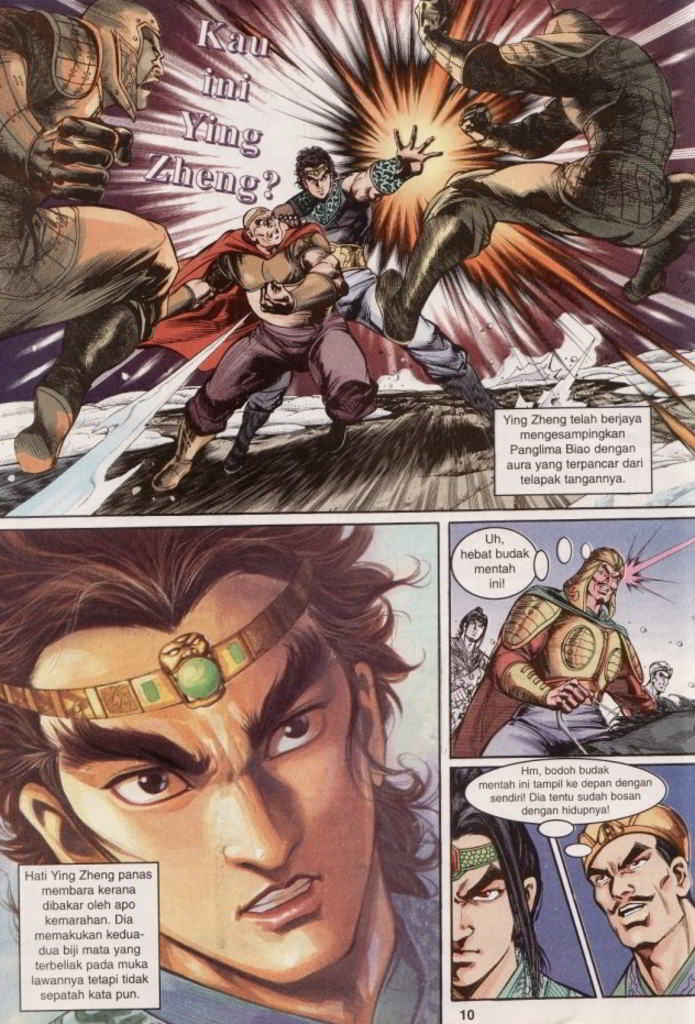 Kau
ini
Ying
Zheng?
Ying Zheng telah berjaya
mengesampingkan
Panglima Biao dengan
aura yang terpancar dari
telapak tangannya.
Hati Ying Zheng panas
membara kerana
dibakar oleh apo
kemarahan. Dia
memakukan kedua-
dua biji mata yang
terbeliak pada muka
lawannya tetapi tidak
sepatah kata pun.
Uh,
hebat budak
mentah
ini!
Hm, bodoh budak
mentah ini tampil ke depan dengan
sendiri! Dia tentu sudah bosan
dengan hidupnya!
10